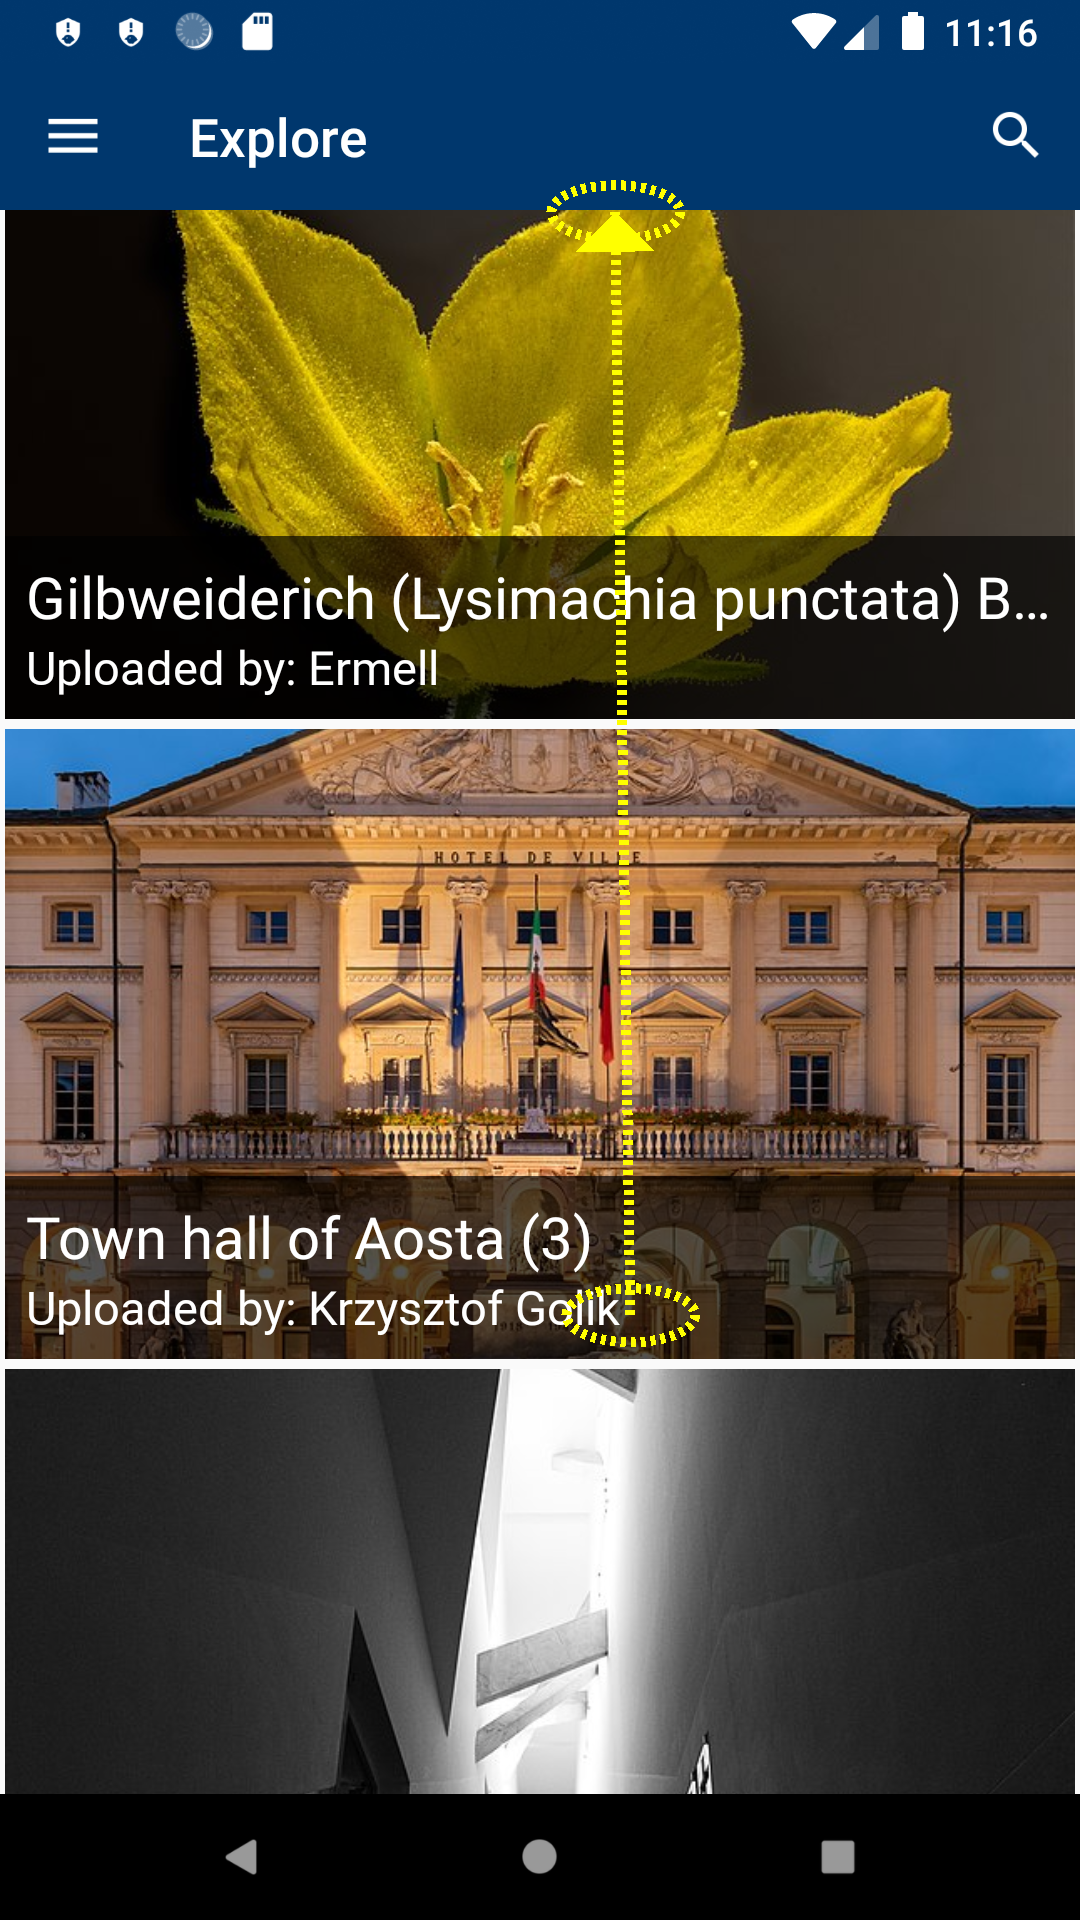 11:16
Explore
Gilbweiderich (Lysimachia punctata) B...
Uploaded by: Ermell
HOTEL DE VILLE
Town hall of Aosta (3)
Uploaded by: Krzysztof Golik